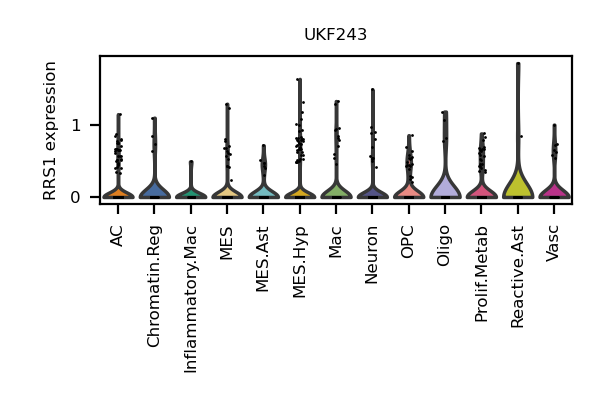 UKF243
RRS1 expression
1
0
AC
Chromatin.Reg
Inflammatory.Mac
MES
MES.Ast
MES.Hyp
Mac
Neuron
OPC
Oligo
Prolif.Metab
Reactive.Ast
Vasc